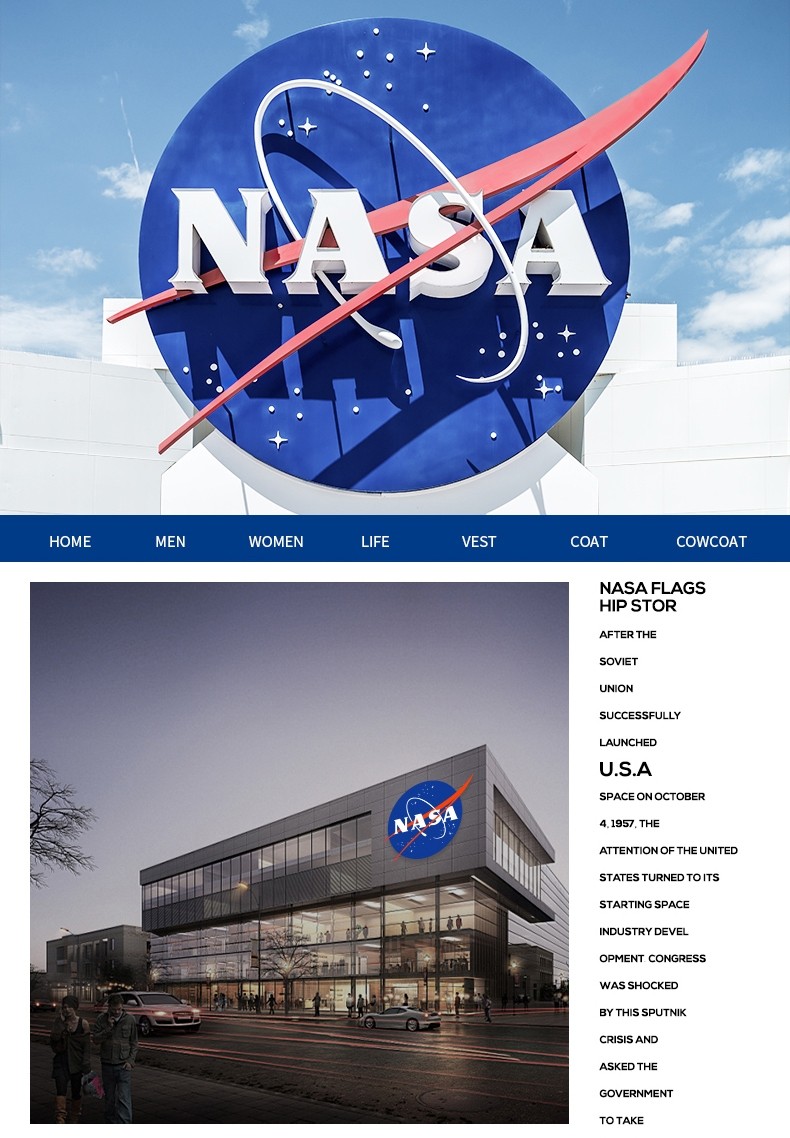 NASA
HOME MEN WOMEN LIFE VEST COAT COWCOAT
NASA FLAGS
HIP STOR
AFTER THE
SOVIET
UNION
SUCCESSFULLY
LAUNCHED
U.S.A
SPACE ON OCTOBER
4, 1957, THE
ATTENTION OF THE UNITED
STATES TURNED TO ITS
STARTING SPACE
INDUSTRY DEVEL
OPMENT CONGRESS
WAS SHOCKED
BY THIS SPUTNIK
CRISIS AND
ASKED THE
GOVERNMENT
TO TAKE
NASA